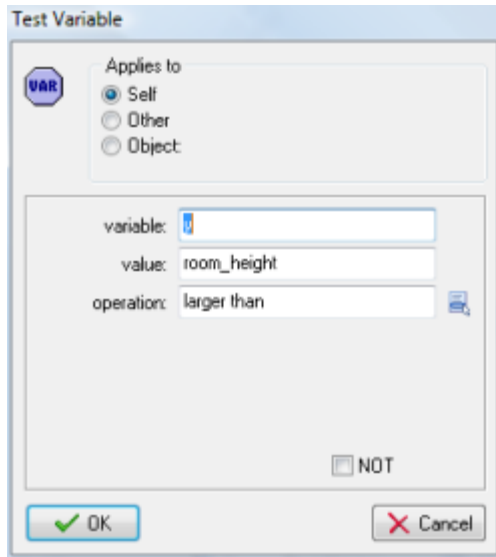 Test Variable
VAR
Applies to
Self
Other
Object:
variable: y
value: room_height
operation: larger than
NOT
OK
Cancel